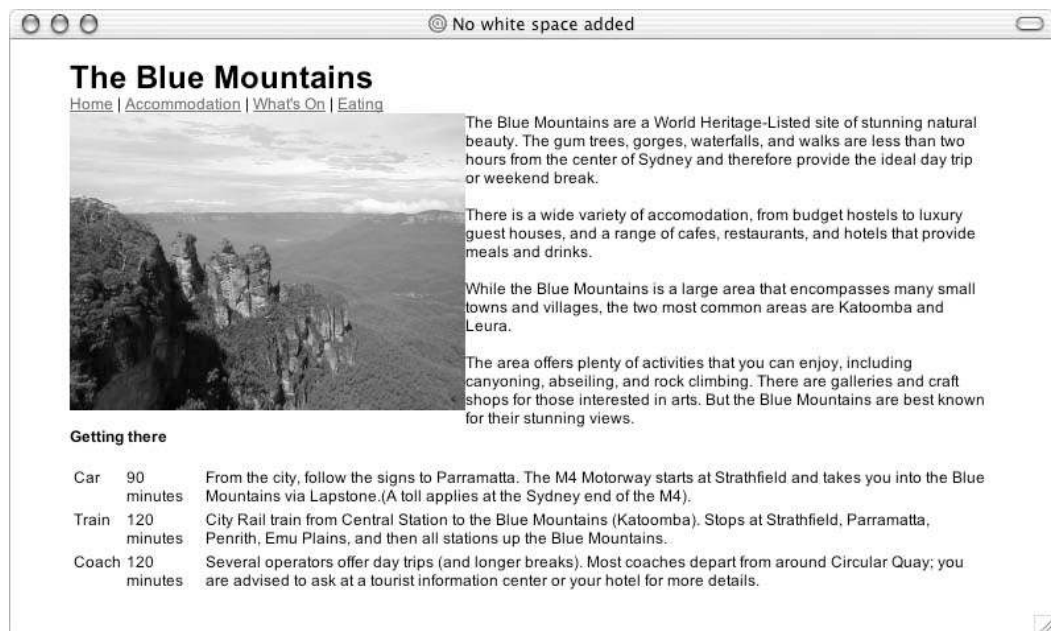 @ No white space added
The Blue Mountains
Home | Accommodation | What's On | Eating
The Blue Mountains are a World Heritage-Listed site of stunning natural
beauty. The gum trees, gorges, waterfalls, and walks are less than two
hours from the center of Sydney and therefore provide the ideal day trip
or weekend break.
There is a wide variety of accomodation, from budget hostels to luxury
guest houses, and a range of cafes, restaurants, and hotels that provide
meals and drinks.
While the Blue Mountains is a large area that encompasses many small
towns and villages, the two most common areas are Katoomba and
Leura.
The area offers plenty of activities that you can enjoy, including
canyoning, abseiling, and rock climbing. There are galleries and craft
shops for those interested in arts. But the Blue Mountains are best known
for their stunning views.
Getting there
Car 90 From the city, follow the signs to Parramatta. The M4 Motorway starts at Strathfield and takes you into the Blue
minutes Mountains via Lapstone.(A toll applies at the Sydney end of the M4).
Train 120 City Rail train from Central Station to the Blue Mountains (Katoomba). Stops at Strathfield, Parramatta,
minutes Penrith, Emu Plains, and then all stations up the Blue Mountains.
Coach 120 Several operators offer day trips (and longer breaks). Most coaches depart from around Circular Quay; you
minutes are advised to ask at a tourist information center or your hotel for more details.